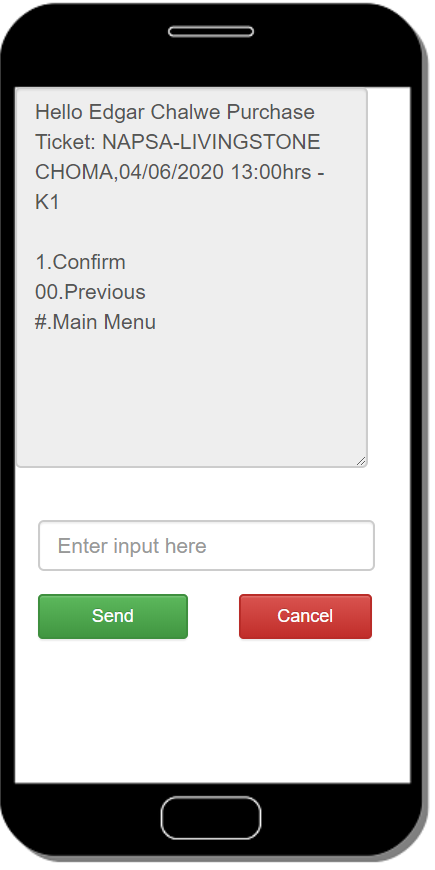 Hello Edgar Chalwe Purchase
Ticket: NAPSA-LIVINGSTONE
CHOMA,04/06/2020 13:00hrs -
K1
1.Confirm
00.Previous
#.Main Menu
Enter input here
Send
Cancel